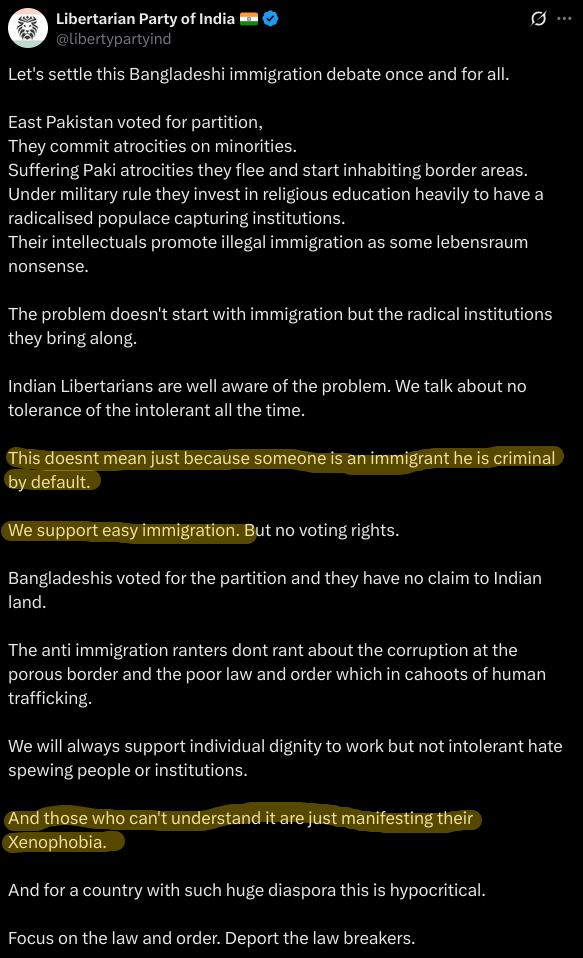 Libertarian Party of India 🇮🇳
@libertypartyind
Let's settle this Bangladeshi immigration debate once and for all.
East Pakistan voted for partition,
They commit atrocities on minorities.
Suffering Paki atrocities they flee and start inhabiting border areas.
Under military rule they invest in religious education heavily to have a
radicalised populace capturing institutions.
Their intellectuals promote illegal immigration as some lebensraum
nonsense.
The problem doesn't start with immigration but the radical institutions
they bring along.
Indian Libertarians are well aware of the problem. We talk about no
tolerance of the intolerant all the time.
This doesnt mean just because someone is an immigrant he is criminal
by default.
We support easy immigration. But no voting rights.
Bangladeshis voted for the partition and they have no claim to Indian
land.
The anti immigration ranters dont rant about the corruption at the
porous border and the poor law and order which in cahoots of human
trafficking.
We will always support individual dignity to work but not intolerant hate
spewing people or institutions.
And those who can't understand it are just manifesting their
Xenophobia.
And for a country with such huge diaspora this is hypocritical.
Focus on the law and order. Deport the law breakers.